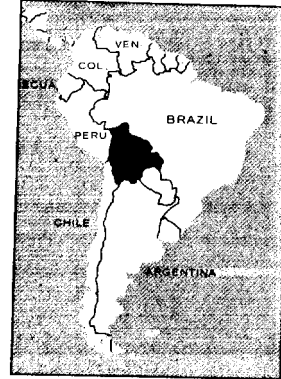 VEN.
COL.
ECUA.
BRAZIL
PERU
CHILE
ARGENTINA